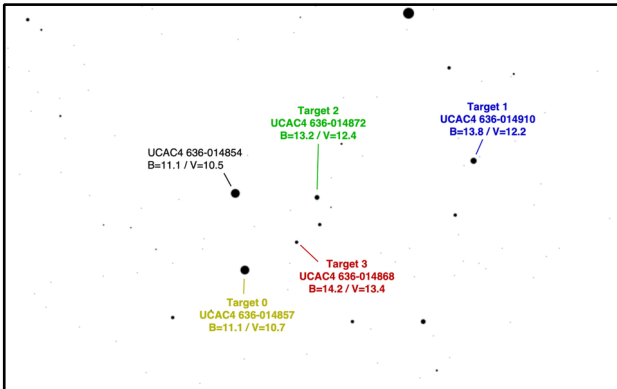 Target 2
UCAC4 636-014872
B=13.2 / V=12.4
Target 1
UCAC4 636-014910
B=13.8 / V=12.2
UCAC4 636-014854
B=11.1 / V=10.5
Target 3
UCAC4 636-014868
B=14.2 / V=13.4
Target 0
UCAC4 636-014857
B=11.1 / V=10.7